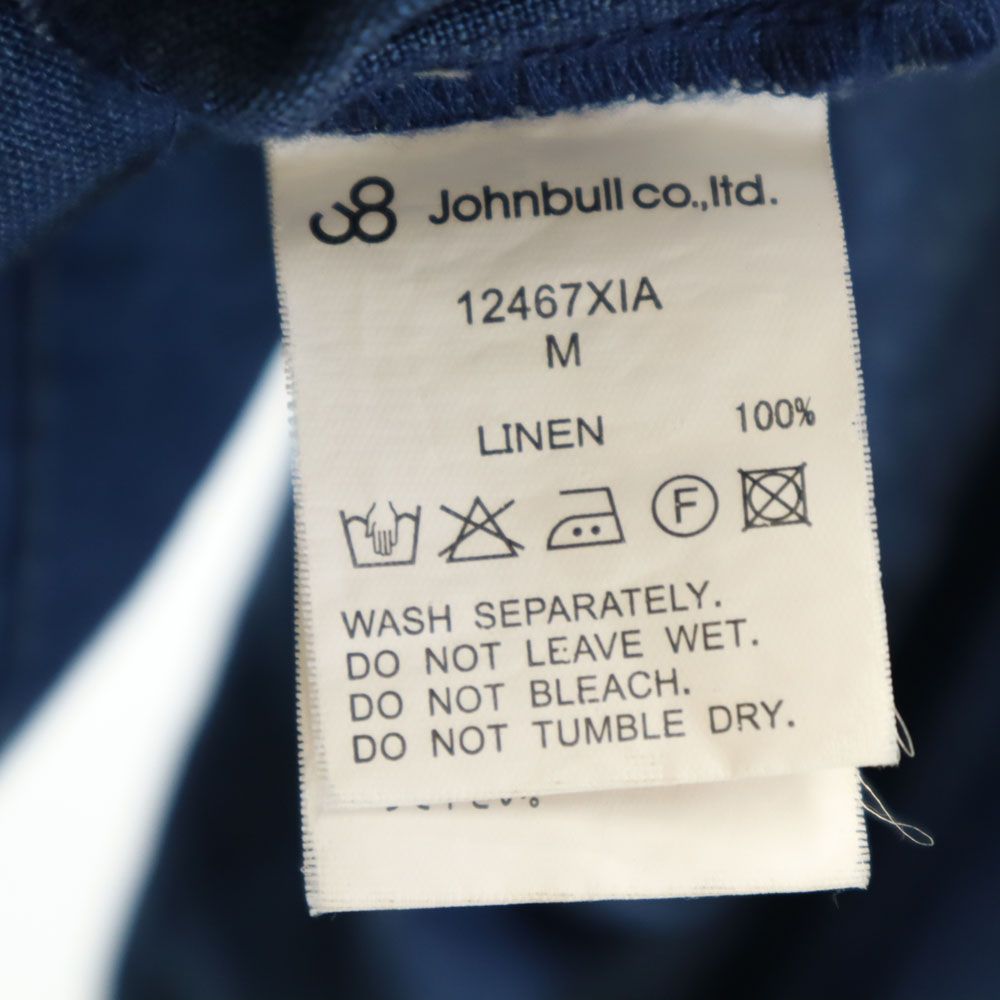 Johnbull co.,ltd.
12467XIA
M
LINEN 100%
F
WASH SEPARATELY.
DO NOT LEAVE WET.
DO NOT BLEACH.
DO NOT TUMBLE DRY.